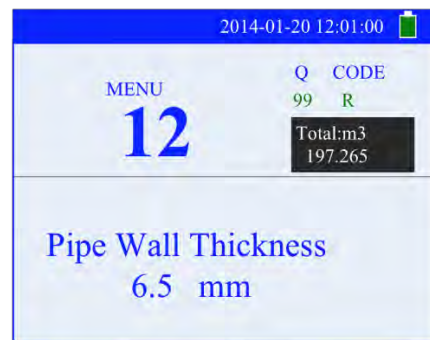 2014-01-20 12:01:00
MENU
12
Q CODE
99 R
Total:m3
197.265
Pipe Wall Thickness
6.5 mm